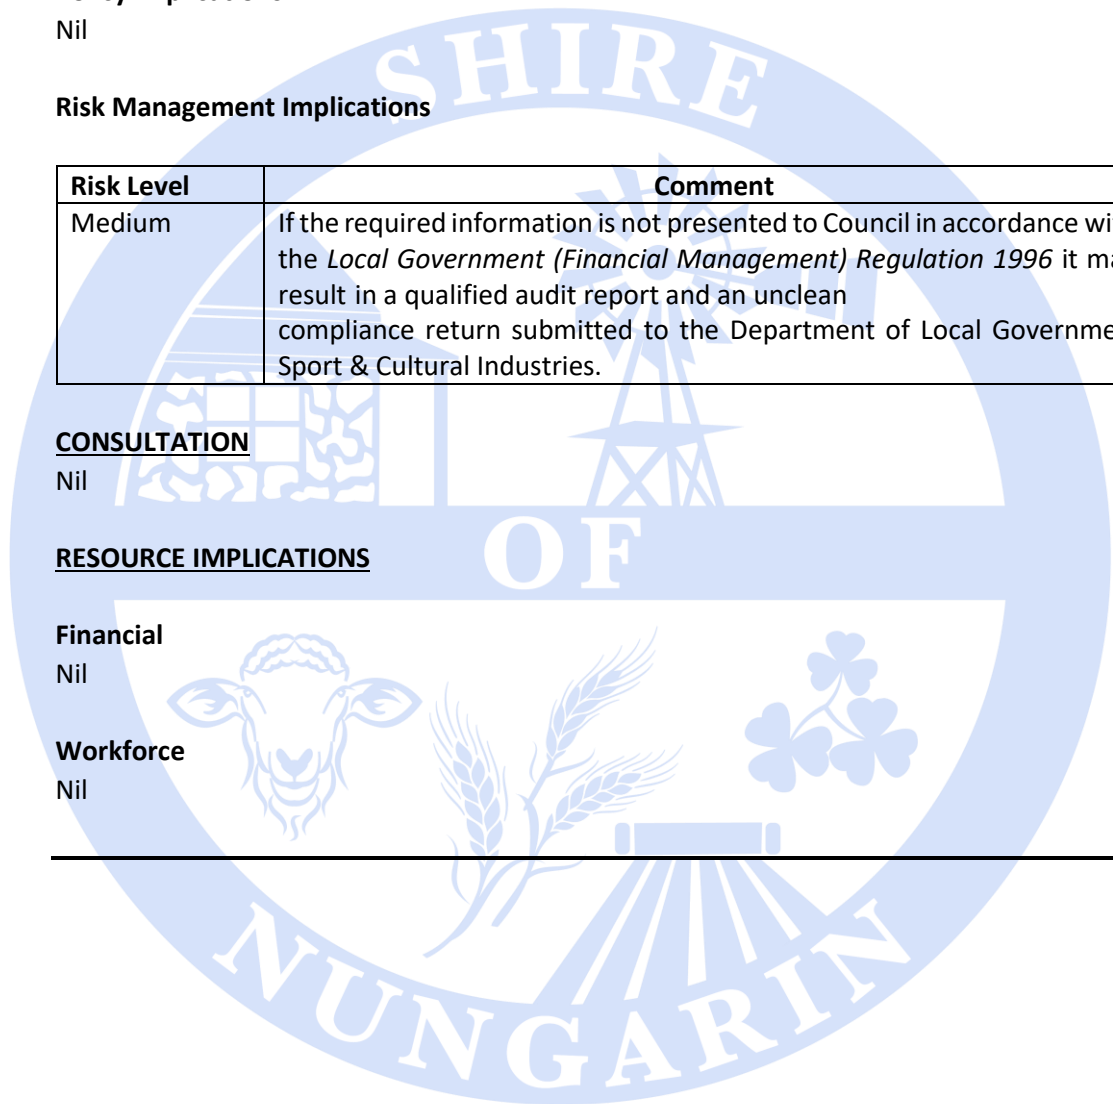 Nil
SHIRE
Risk Management Implications
Risk Level Comment
Medium If the required information is not presented to Council in accordance wi
the Local Government (Financial Management) Regulation 1996 it ma
result in a qualified audit report and an unclean
compliance return submitted to the Department of Local Governme
Sport & Cultural Industries.
CONSULTATION
Nil
OF
RESOURCE IMPLICATIONS
Financial
Nil
Workforce
Nil
NUNGARIN